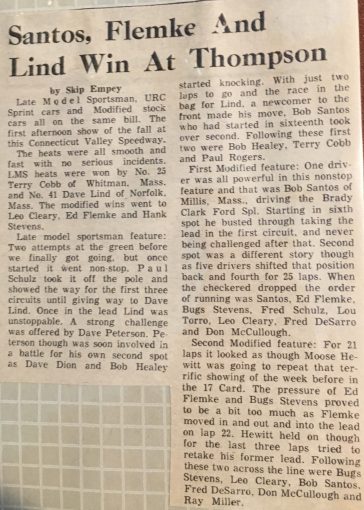 Santos, Flemke And
Lind Win At Thompson
by Skip Empey
Late Model Sportsman, URC
Sprint cars and Modified stock
cars all on the same bill. The
first afternoon show of the fall at
this Connecticut Valley Speedway.
The heats were all smooth and
fast with no serious incidents.
LMS heats were won by No. 25
Terry Cobb of Whitman, Mass.
and No. 41 Dave Lind of Norfolk,
Mass. The modified wins went to
Leo Cleary, Ed Flemke and Hank
Stevens.
Late model sportsman feature:
Two attempts at the green before
we finally got going, but once
started it went non-stop. Paul
Schulz took it off the pole and
showed the way for the first three
circuits until giving way to Dave
Lind. Once in the lead Lind was
unstoppable. A strong challenge
was offered by Dave Peterson. Pe-
terson though was soon involved in
a battle for his own second spot
as Dave Dion and Bob Healey
started knocking. With just two
laps to go and the race in the
bag for Lind, a newcomer to the
front made his move, Bob Santos
who had started in sixteenth took
over second. Following these first
two were Bob Healey, Terry Cobb
and Paul Rogers.
First Modified feature: One driv-
er was all powerful in this nonstop
feature and that was Bob Santos of
Millis, Mass., driving the Brady
Clark Ford Spl. Starting in sixth
spot he busted through taking the
lead in the first circuit, and never
being challenged after that. Second
spot was a different story though
as five drivers shifted that position
back and fourth for 25 laps. When
the checkered dropped the order
of running was Santos, Ed Flemke,
Bugs Stevens, Fred Schulz, Lou
Torro, Leo Cleary, Fred DeSarro
and Don McCullough.
Second Modified feature: For 21
laps it looked as though Moose He-
witt was going to repeat that ter-
rific showing of the week before in
the 17 Card. The pressure of Ed
Flemke and Bugs Stevens proved
to be a bit too much as Flemke
moved in and out and into the lead
on lap 22. Hewitt held on though
for the last three laps tried to
retake his former lead. Following
these two across the line were Bugs
Stevens, Leo Cleary, Bob Santos,
Fred DeSarro, Don McCullough and
Ray Miller.